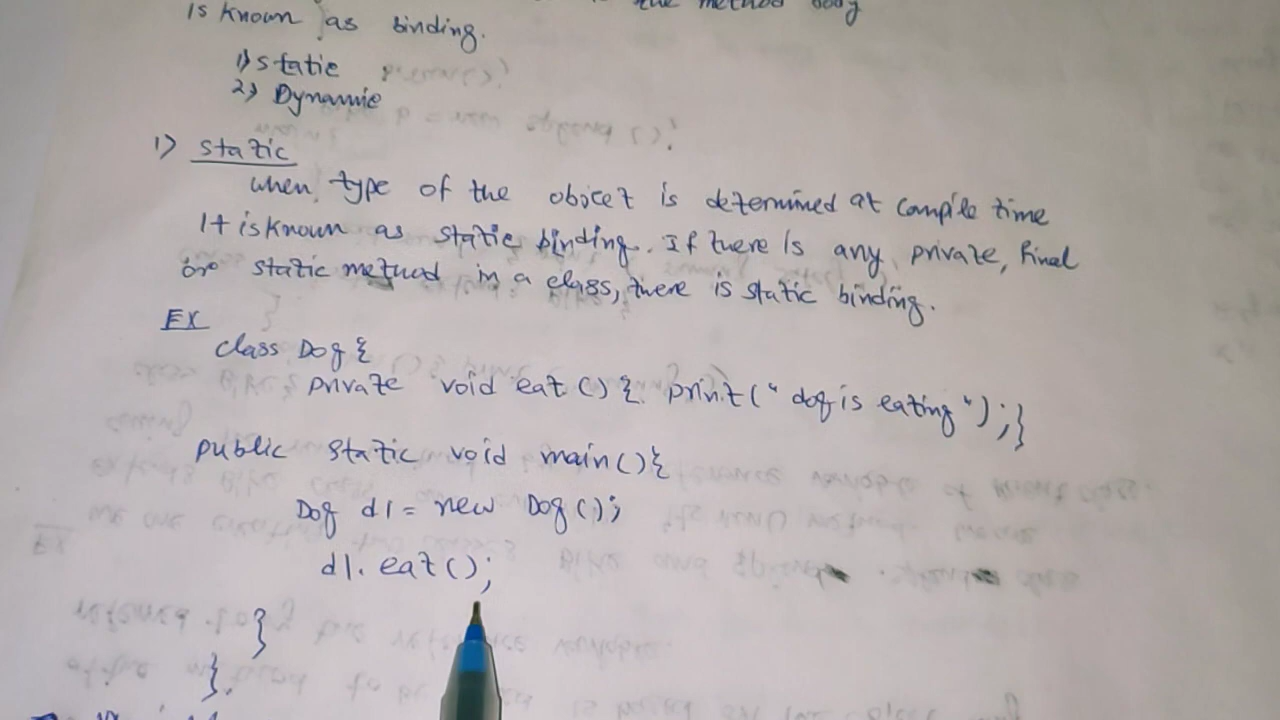 the method body
is known as binding.
1) static
2) Dynamic
1) static
when type of the object is determined at compile time
It is known as static binding. If there is any private, final
or static method in a class, there is static binding.
EX
class Dog {
private void eat () { print(" dog is eating "); }
public static void main(){
Dog d1 = new Dog();
d1. eat();
}
}.